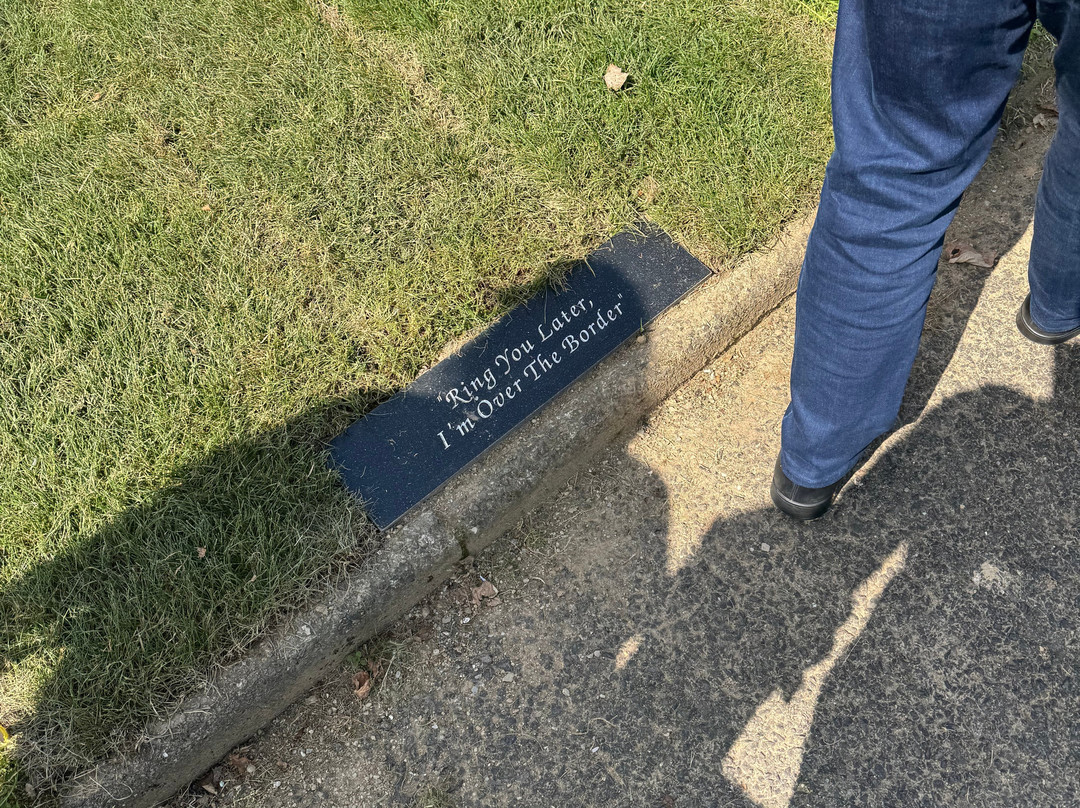 "Ring You Later,
I'm Over The Border"